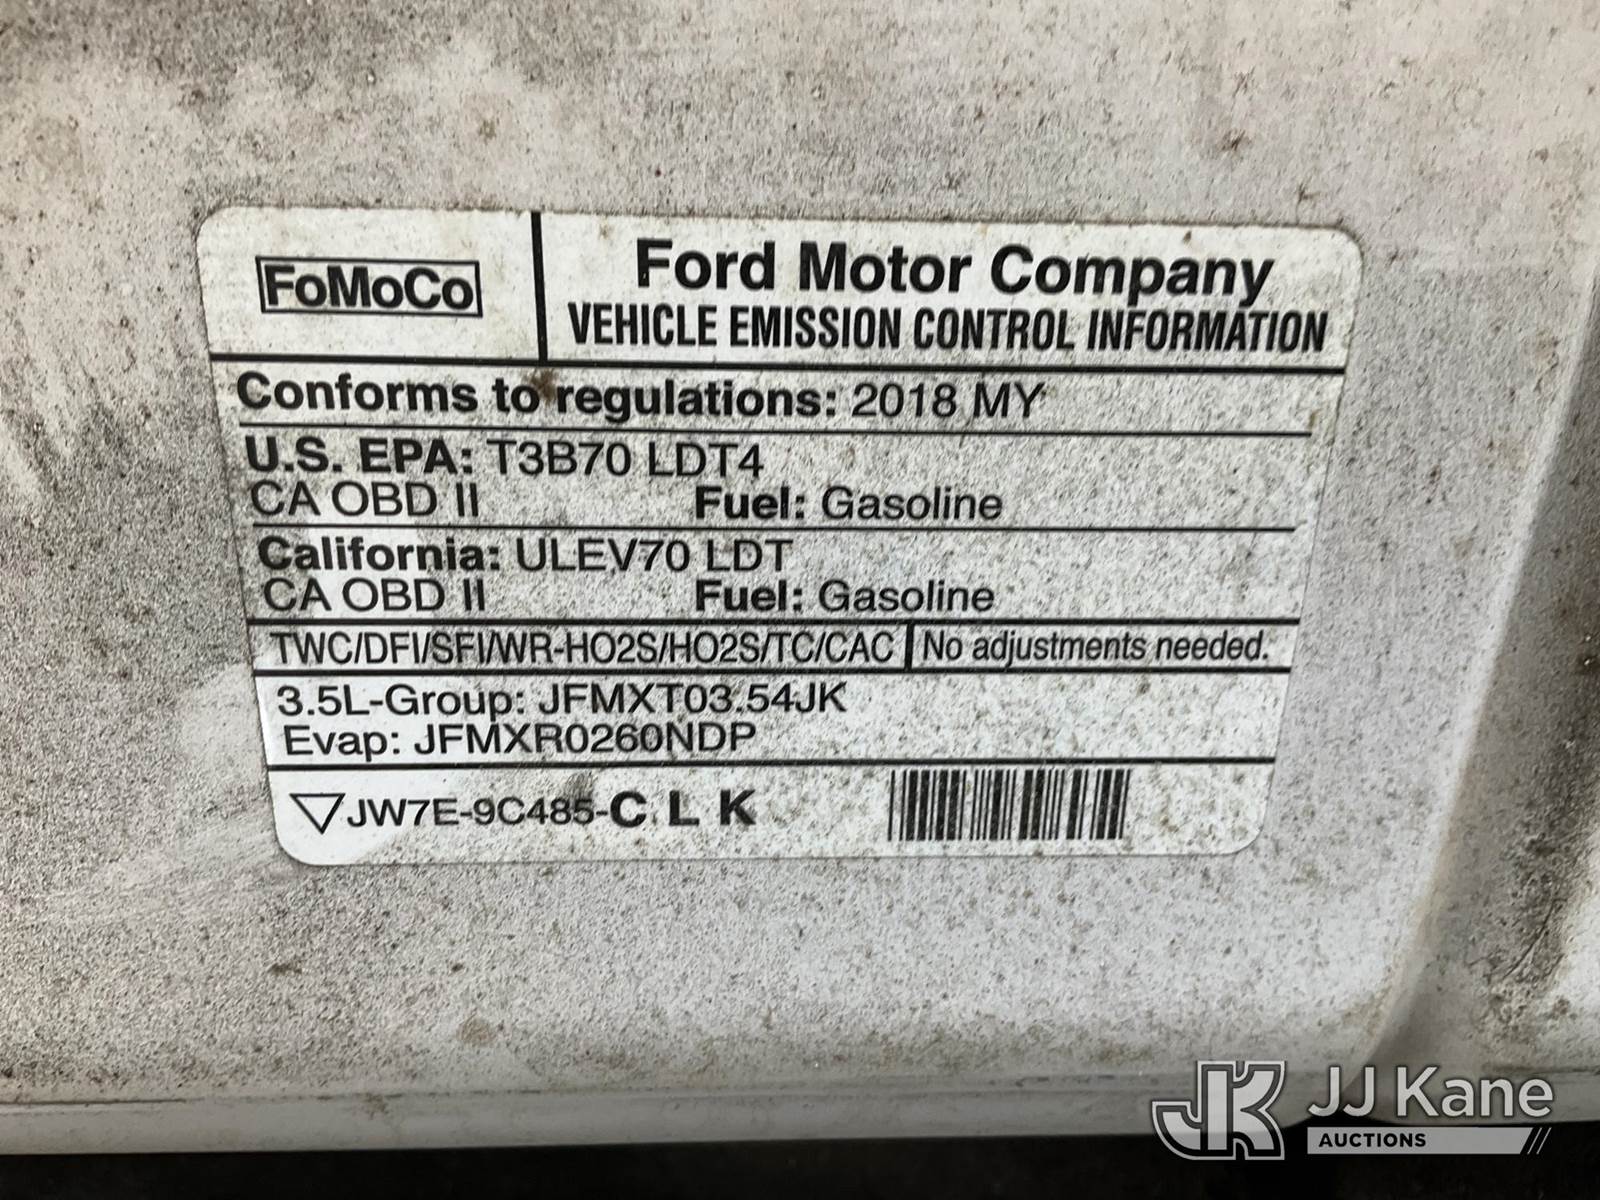 FoMoCo
Ford Motor Company
VEHICLE EMISSION CONTROL INFORMATION
Conforms to regulations: 2018 MY
U.S. EPA: T3B70 LDT4
CA OBD II Fuel: Gasoline
California: ULEV70 LDT
CA OBD II Fuel: Gasoline
TWC/DFI/SFI/WR-HO2S/HO2S/TC/CAC No adjustments needed.
3.5L-Group: JFMXT03.54JK
Evap: JFMXR0260NDP
JW7E-9C485-C L K
JK JJ Kane
AUCTIONS